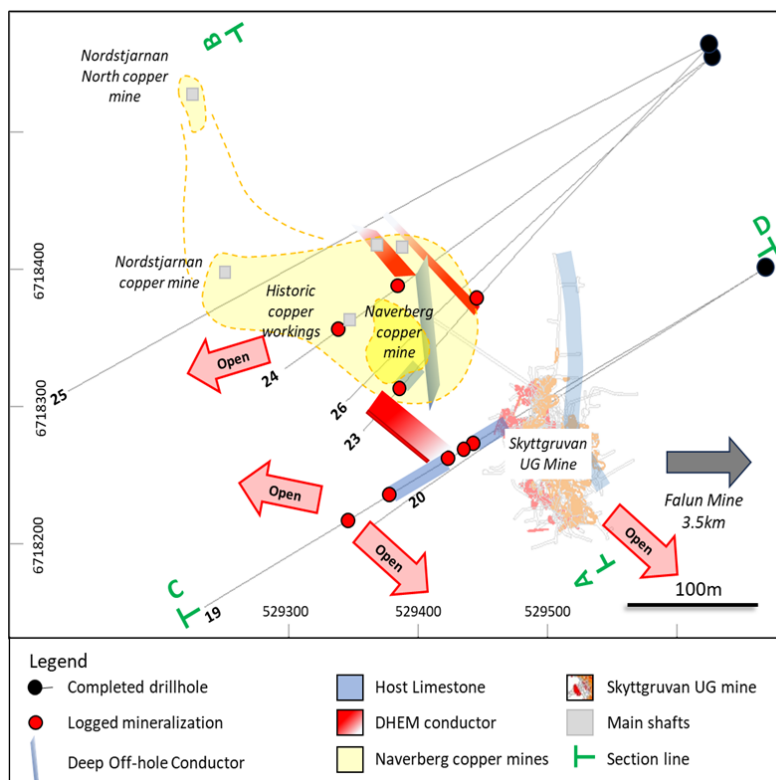 B
Nordstjarnan
North copper
mine
D
6718400
Nordstjarnan
copper mine
Historic
copper
workings
Naverberg
copper
mine
Open
25
24
26
23
6718300
Skyttgruvan
UG Mine
20
Open
Falun Mine
3.5km
Open
Open
6718200
A
C
19
529300
529400
529500
100m
Legend
Completed drillhole
Host Limestone
Skyttgruvan UG mine
Logged mineralization
DHEM conductor
Main shafts
Deep Off-hole Conductor
Naverberg copper mines
Section line